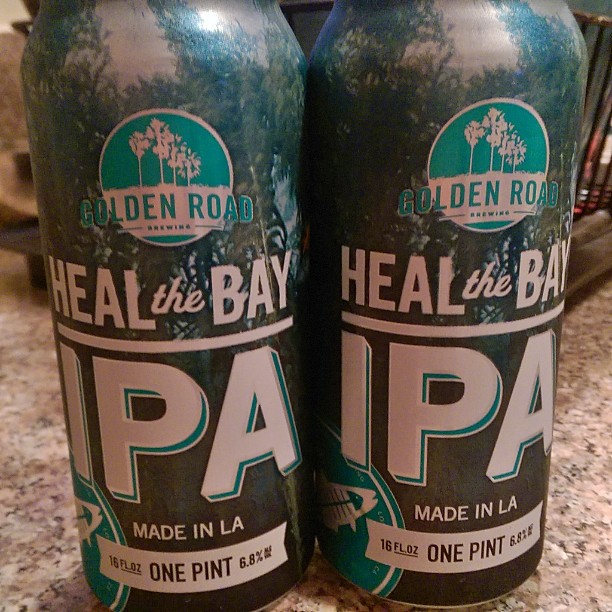 GOLDEN ROAD
BREWING
HEAL the BAY
IPA
MADE IN LA
16 FL.OZ ONE PINT 6.8%
GOLDEN ROAD
BREWING
HEAL the BAY
IPA
MADE IN LA
16 FL.OZ ONE PINT 6.8%